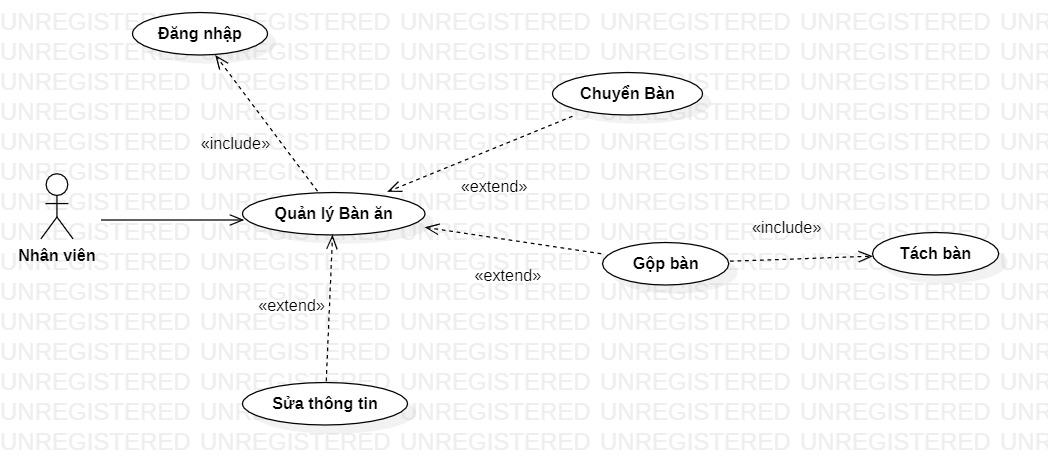 Đăng nhập
Chuyển Bàn
«include»
«extend»
Quản lý Bàn ăn
«include»
Nhân viên
Gộp bàn
Tách bàn
«extend»
«extend»
Sửa thông tin
UNREGISTERED